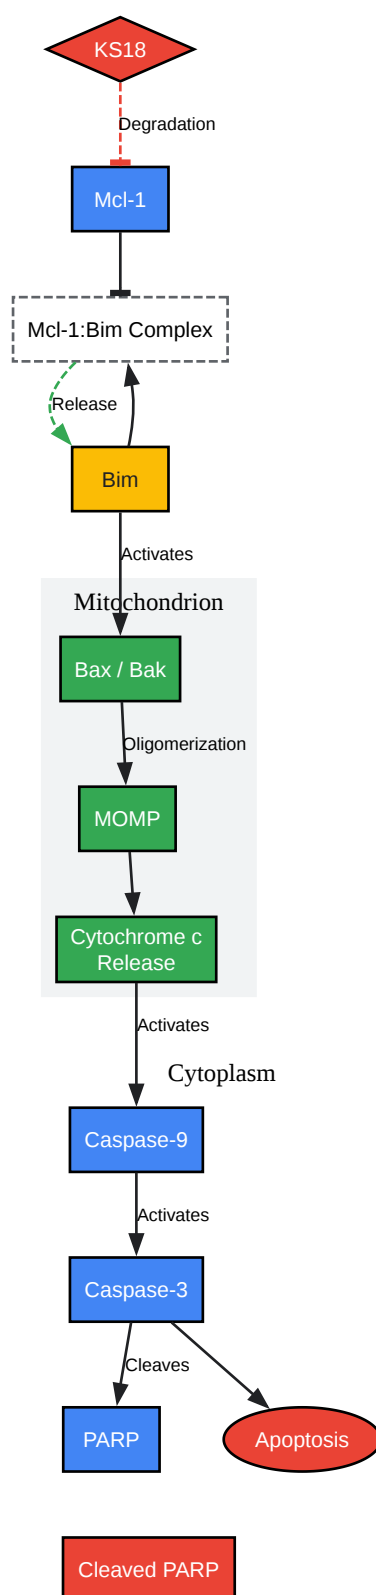 KS18
Degradation
Mcl-1
Mcl-1:Bim Complex
Release
Bim
Activates
Mitochondrion
Bax / Bak
Oligomerization
MOMP
Cytochrome c
Release
Activates
Cytoplasm
Caspase-9
Activates
Caspase-3
Cleaves
PARP
Apoptosis
Cleaved PARP